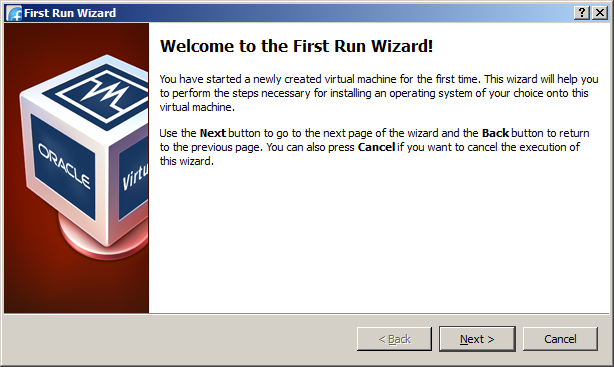 First Run Wizard
Welcome to the First Run Wizard!
You have started a newly created virtual machine for the first time. This wizard will help you
to perform the steps necessary for installing an operating system of your choice onto this
virtual machine.
Use the Next button to go to the next page of the wizard and the Back button to return
to the previous page. You can also press Cancel if you want to cancel the execution of
this wizard.
ORACLE
Virtu
< Back
Next >
Cancel